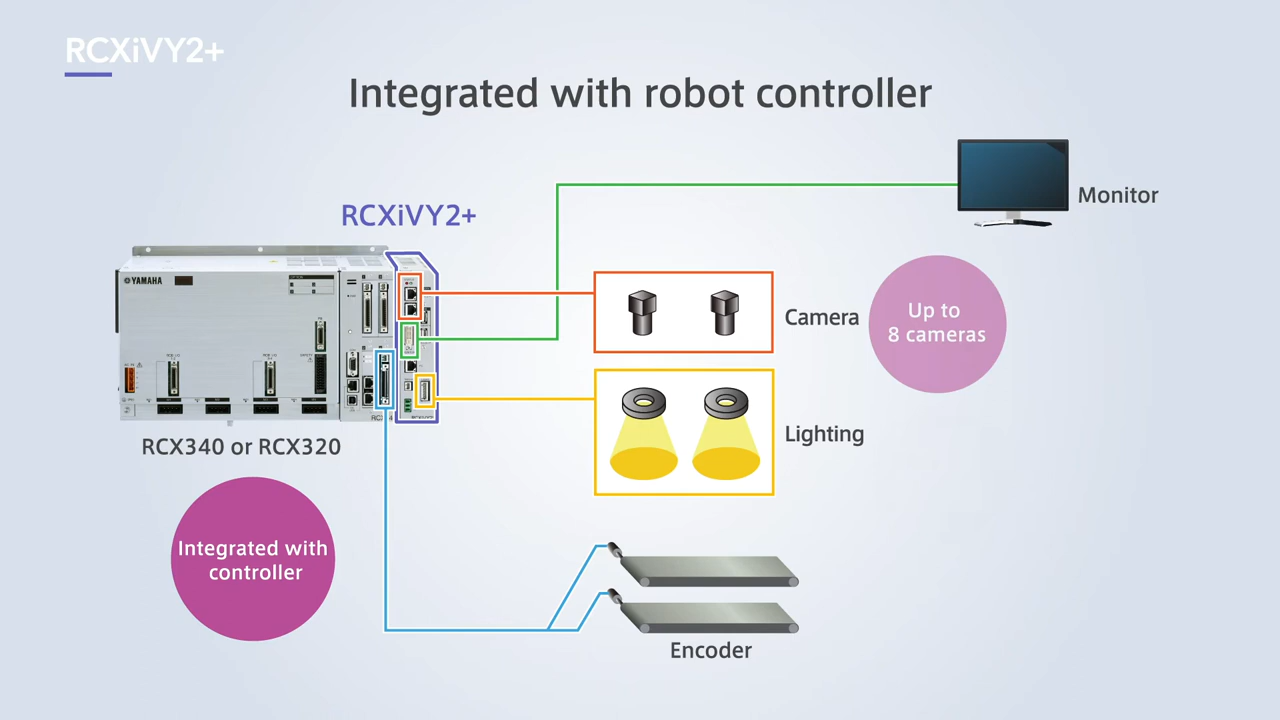 RCXiVY2+
Integrated with robot controller
Monitor
RCXiVY2+
YAMAHA
Camera
Up to
8 cameras
Lighting
RCX340 or RCX320
Integrated with
controller
Encoder